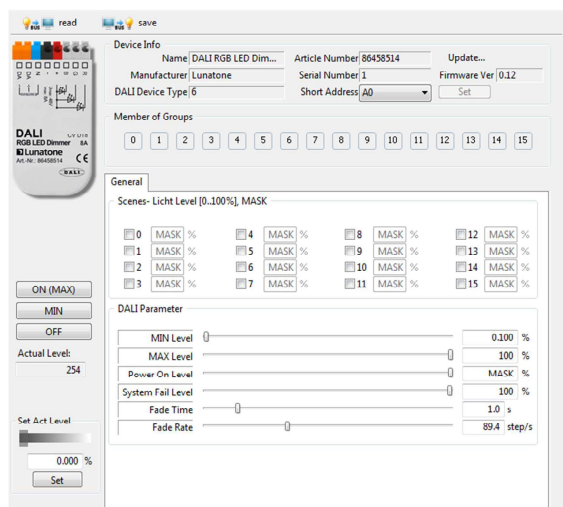 read save
Device Info
Name DALI RGB LED Dim... Article Number 86458514 Update...
Manufacturer Lunatone Serial Number 1 Firmware Ver 0.12
DALI Device Type 6 Short Address A0 Set
Member of Groups
0 1 2 3 4 5 6 7 8 9 10 11 12 13 14 15
DALI
RGB LED Dimmer 8A
Lunatone
Art.-Nr.: 86458514 CE
DALI
General
Scenes- Licht Level [0..100%], MASK
0 MASK % 4 MASK % 8 MASK % 12 MASK %
1 MASK % 5 MASK % 9 MASK % 13 MASK %
2 MASK % 6 MASK % 10 MASK % 14 MASK %
3 MASK % 7 MASK % 11 MASK % 15 MASK %
ON (MAX)
MIN
OFF
Actual Level:
254
DALI Parameter
MIN Level 0.100 %
MAX Level 100 %
Power On Level MASK %
System Fail Level 100 %
Fade Time 1.0 s
Fade Rate 89.4 step/s
Set Act Level
0.000 %
Set